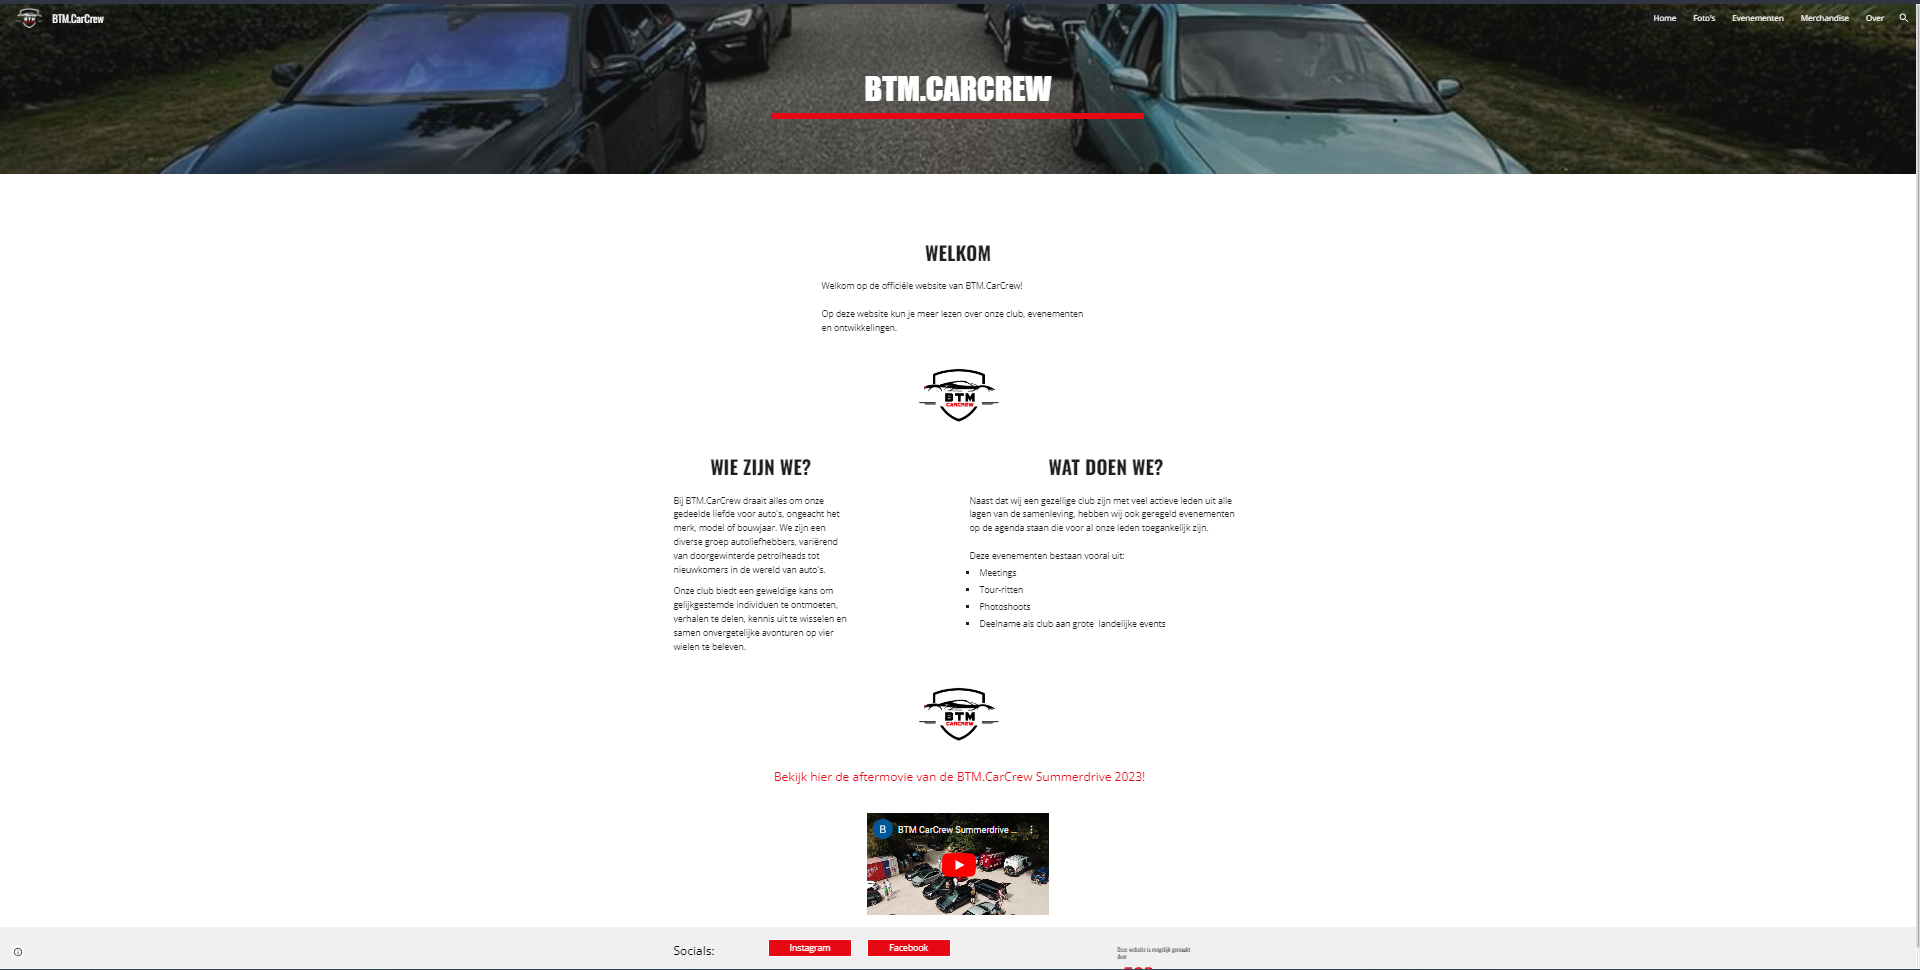 BTM.CarCrew
Home Foto's Evenementen Merchandise Over
BTM.CARCREW
WELKOM
Welkom op de officiële website van BTM.CarCrew!
Op deze website kun je meer lezen over onze club, evenementen
en ontwikkelingen.
BTM
CARCREW
WIE ZIJN WE?
Bij BTM.CarCrew draait alles om onze
gedeelde liefde voor auto's, ongeacht het
merk, model of bouwjaar. We zijn een
diverse groep autoliefhebbers, variërend
van doorgewinterde petrolheads tot
nieuwkomers in de wereld van auto's.
Onze club biedt een geweldige kans om
gelijkgestemde individuen te ontmoeten,
verhalen te delen, kennis uit te wisselen en
samen onvergetelijke avonturen op vier
wielen te beleven.
WAT DOEN WE?
Naast dat wij een gezellige club zijn met veel actieve leden uit alle
lagen van de samenleving, hebben wij ook geregeld evenementen
op de agenda staan die voor al onze leden toegankelijk zijn.
Deze evenementen bestaan vooral uit:
Meetings
Tour-ritten
Photoshoots
Deelname als club aan grote  landelijke events
BTM
CARCREW
Bekijk hier de aftermovie van de BTM.CarCrew Summerdrive 2023!
B BTM CarCrew Summerdrive ...
Socials:
Instagram
Facebook
Deze website is mogelijk gemaakt
door